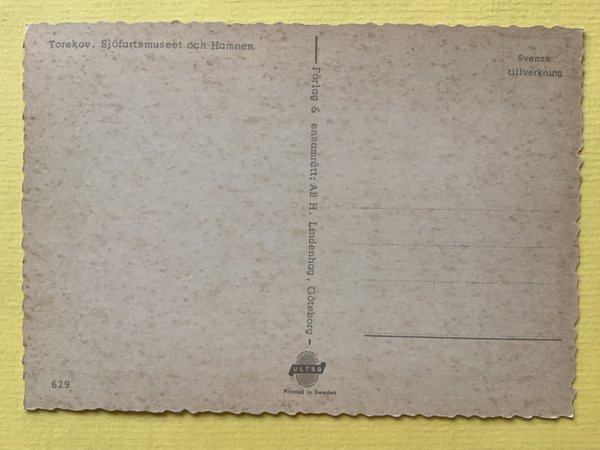 Torekov. Sjöfartsmuseet och Hamnen
Svensk
tillverkning
Förlag & ensamrätt: AB H. Lindenhag, Göteborg
ULTRA
Printed in Sweden
629